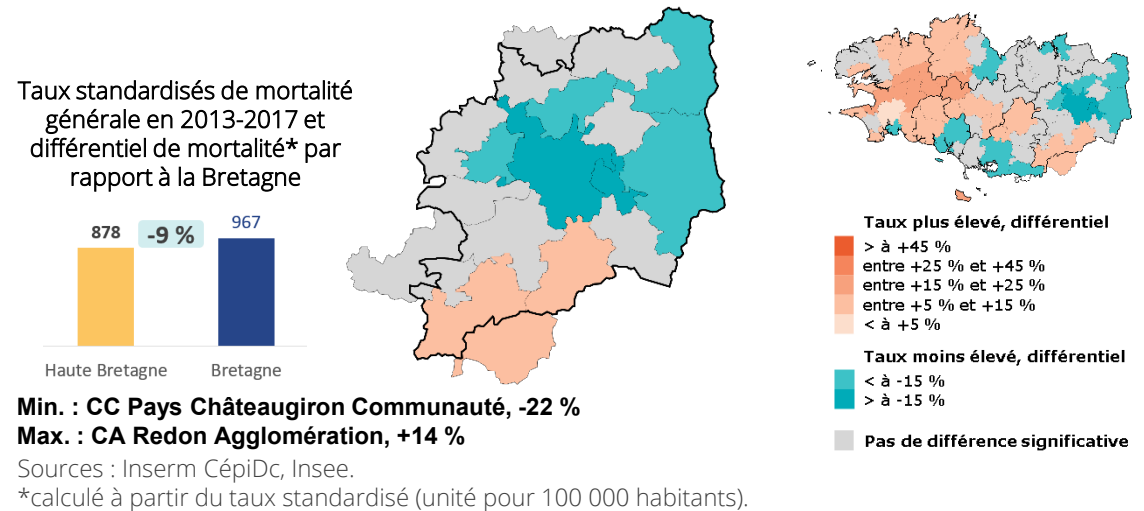 Taux standardisés de mortalité
générale en 2013-2017 et
différentiel de mortalité* par
rapport à la Bretagne
878
-9 %
967
Haute Bretagne
Bretagne
Min. : CC Pays Châteaugiron Communauté, -22 %
Max. : CA Redon Agglomération, +14 %
Sources : Inserm CépiDc, Insee.
*calculé à partir du taux standardisé (unité pour 100 000 habitants).
Taux plus élevé, différentiel
> à +45 %
entre +25 % et +45 %
entre +15 % et +25 %
entre +5 % et +15 %
< à +5 %
Taux moins élevé, différentiel
< à -15 %
> à -15 %
Pas de différence significative